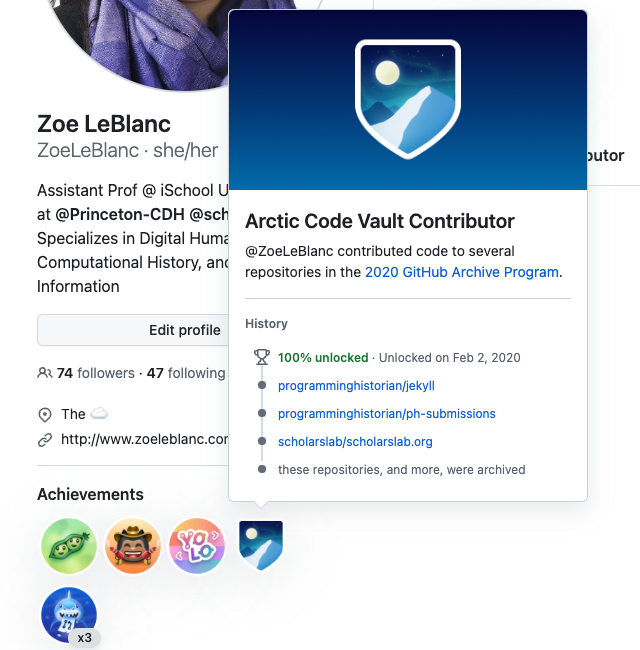 Zoe LeBlanc
ZoeLeBlanc · she/her
Assistant Prof @ iSchool U
at @Princeton-CDH @sch
Specializes in Digital Huma
Computational History, and
Information
Edit profile
74 followers · 47 following
The ☁️
http://www.zoeleblanc.com
Achievements
YOLO
x3
butor
Arctic Code Vault Contributor
@ZoeLeBlanc contributed code to several
repositories in the 2020 GitHub Archive Program.
History
100% unlocked · Unlocked on Feb 2, 2020
programminghistorian/jekyll
programminghistorian/ph-submissions
scholarslab/scholarslab.org
these repositories, and more, were archived